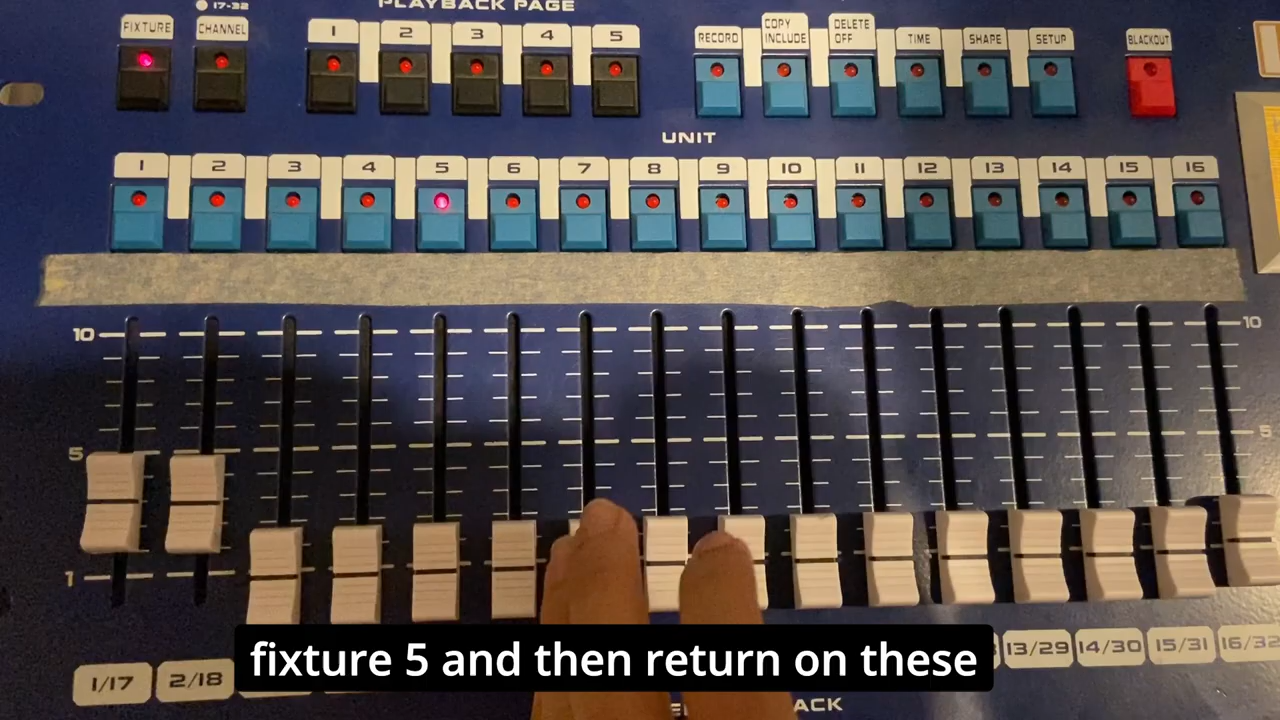 PLAYBACK PAGE
17-32
FIXTURE CHANNEL 1 2 3 4 5 RECORD COPY INCLUDE DELETE OFF TIME SHAPE SETUP BLACKOUT
UNIT
1 2 3 4 5 6 7 8 9 10 11 12 13 14 15 16
10 10
5 5
1
fixture 5 and then return on these
1/17 2/18 13/29 14/30 15/31 16/32
ACK